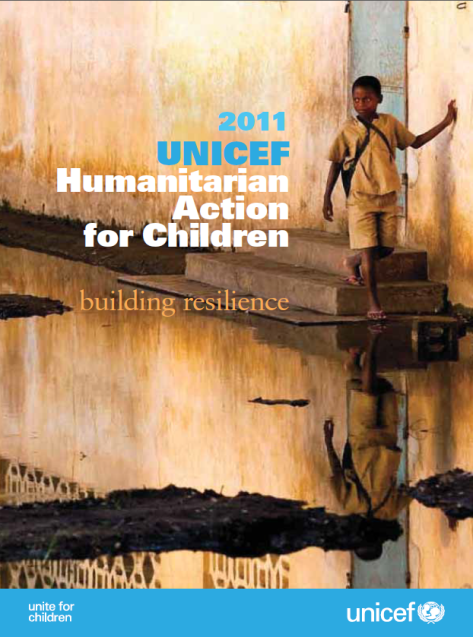 2011
UNICEF
Humanitarian
Action
for Children
building resilience
unite for
children
unicef